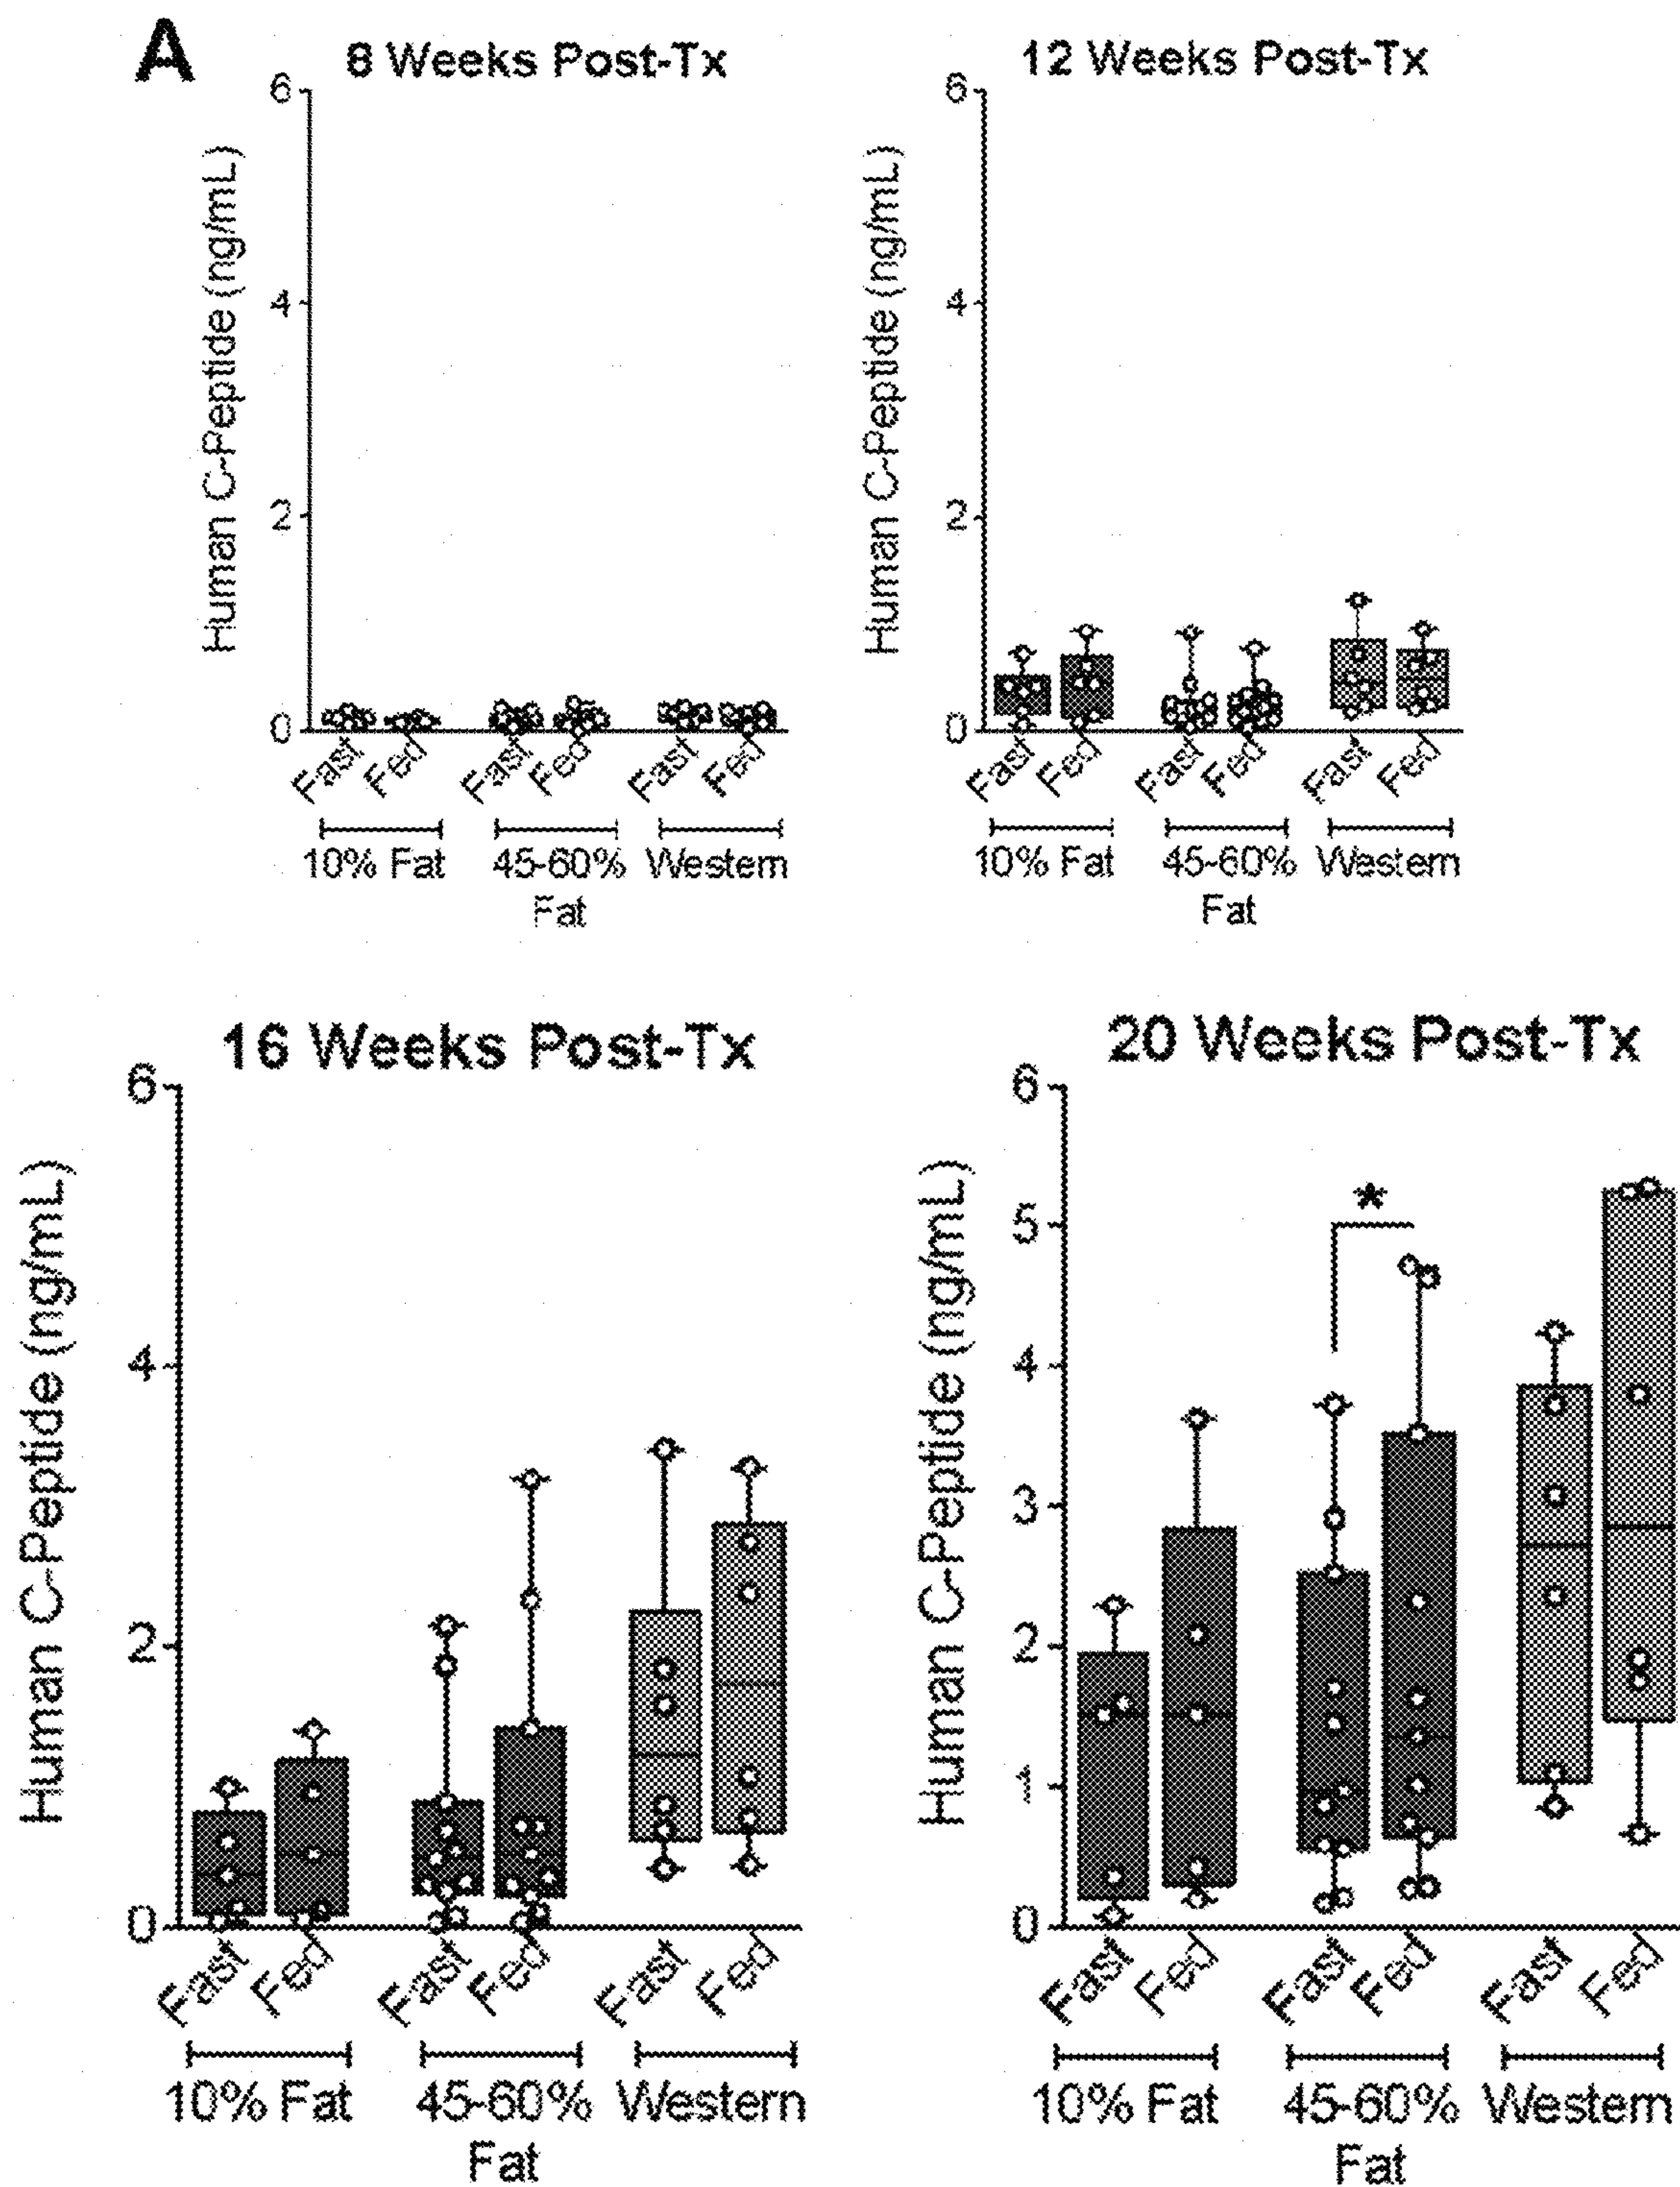 A
8 Weeks Post-Tx
Human C-Peptide (ng/mL)
6
4
2
0
Fast Fed Fast Fed Fast Fed
10% Fat 45-60% Western
Fat
12 Weeks Post-Tx
Human C-Peptide (ng/mL)
6
4
2
0
Fast Fed Fast Fed Fast Fed
10% Fat 45-60% Western
Fat
16 Weeks Post-Tx
Human C-Peptide (ng/mL)
6
4
2
0
Fast Fed Fast Fed Fast Fed
10% Fat 45-60% Western
Fat
20 Weeks Post-Tx
Human C-Peptide (ng/mL)
6
5
4
3
2
1
0
*
Fast Fed Fast Fed Fast Fed
10% Fat 45-60% Western
Fat